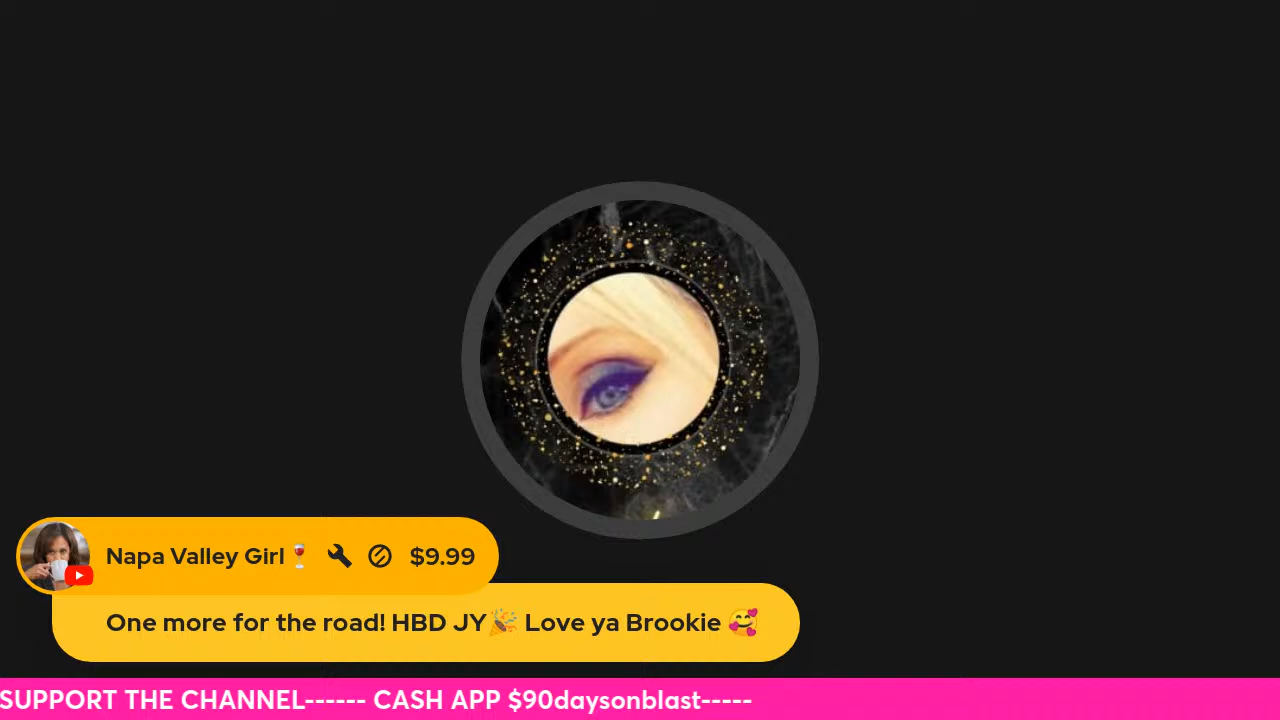 Napa Valley Girl🍷 $9.99
One more for the road! HBD JY🎉 Love ya Brookie 🥰
SUPPORT THE CHANNEL------ CASH APP $90daysonblast-----